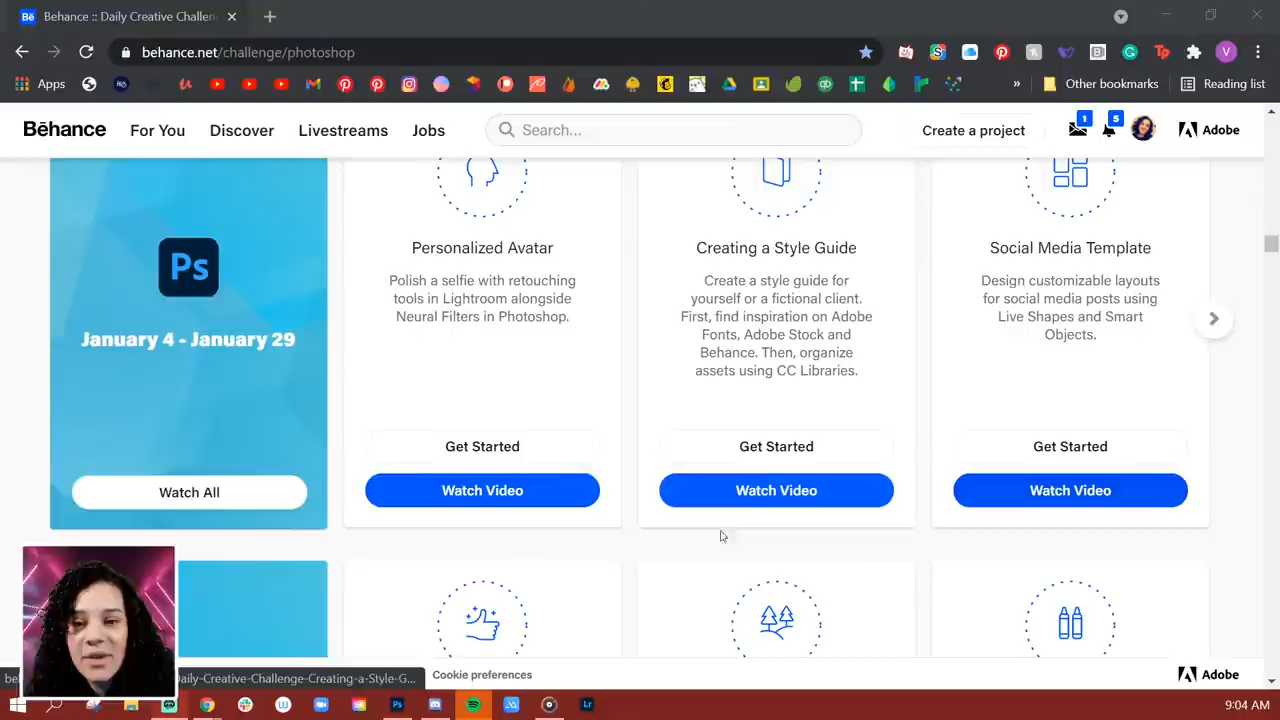 Behance :: Daily Creative Challen
behance.net/challenge/photoshop
V
Apps
Other bookmarks
Reading list
Bēhance
For You
Discover
Livestreams
Jobs
Search...
Create a project
1
5
Adobe
Ps
January 4 - January 29
Watch All
Personalized Avatar
Polish a selfie with retouching
tools in Lightroom alongside
Neural Filters in Photoshop.
Get Started
Watch Video
Creating a Style Guide
Create a style guide for
yourself or a fictional client.
First, find inspiration on Adobe
Fonts, Adobe Stock and
Behance. Then, organize
assets using CC Libraries.
Get Started
Watch Video
Social Media Template
Design customizable layouts
for social media posts using
Live Shapes and Smart
Objects.
Get Started
Watch Video
Daily-Creative-Challenge-Creating-a-Style-G...
Cookie preferences
Adobe
9:04 AM